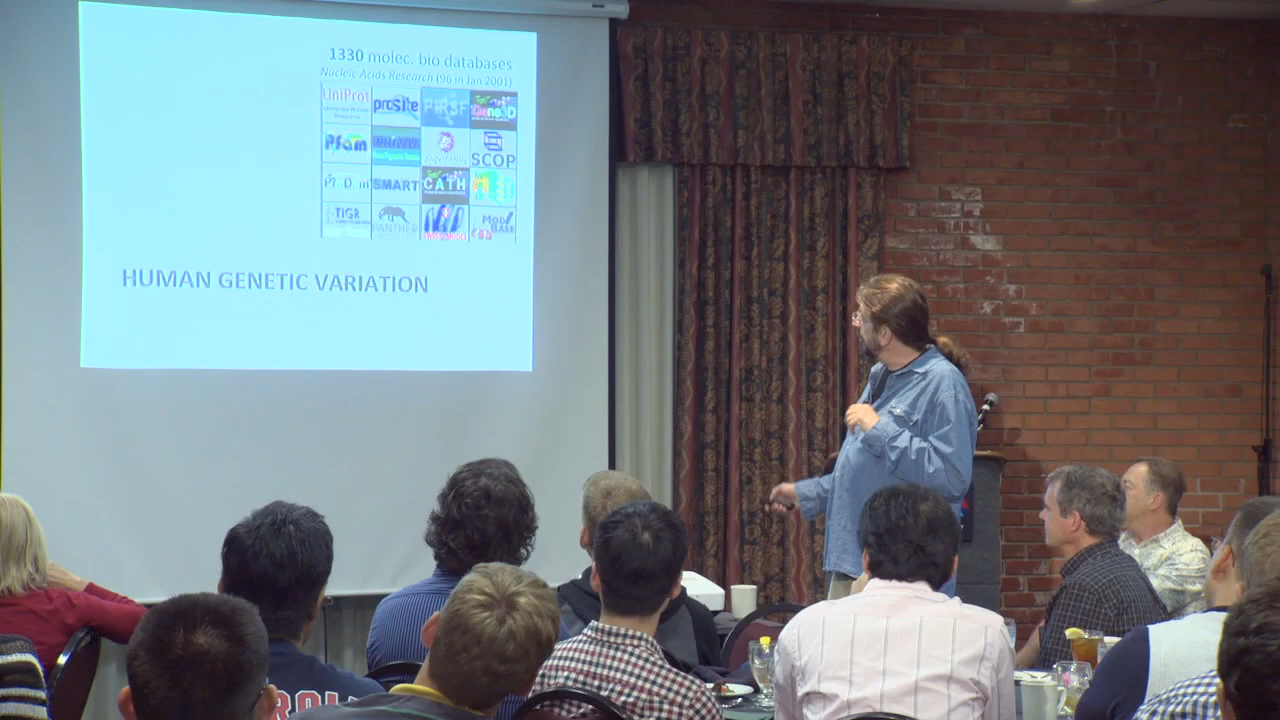 1330 molec. bio databases
Nucleic Acids Research (96 in Jan 2001)
UniProt
proSite
PIRSF
Gene3D
Pfam
Superfamily
SCOP
SMART
CATH
TIGR
PANTHER
MODBASE
HUMAN GENETIC VARIATION